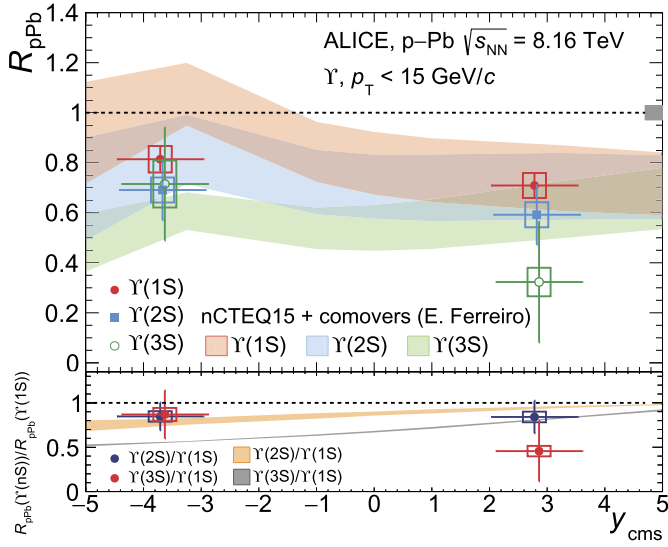 R_pPb
1.4
1.2
1
0.8
0.6
0.4
0.2
0
ALICE, p−Pb √s_NN = 8.16 TeV
ϒ, p_T < 15 GeV/c
ϒ(1S)
ϒ(2S) nCTEQ15 + comovers (E. Ferreiro)
ϒ(3S) ϒ(1S) ϒ(2S) ϒ(3S)
R_pPb(ϒ(nS))/R_pPb(ϒ(1S))
1
0.5
0
ϒ(2S)/ϒ(1S) ϒ(2S)/ϒ(1S)
ϒ(3S)/ϒ(1S) ϒ(3S)/ϒ(1S)
−5 −4 −3 −2 −1 0 1 2 3 4 5
y_cms